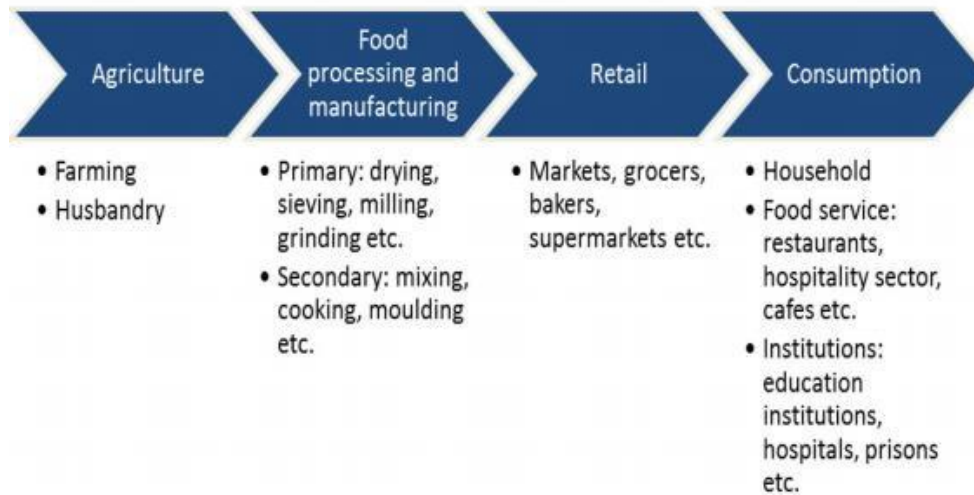 Agriculture
Food
processing and
manufacturing
Retail
Consumption
• Farming
• Husbandry
• Primary: drying,
sieving, milling,
grinding etc.
• Secondary: mixing,
cooking, moulding
etc.
• Markets, grocers,
bakers,
supermarkets etc.
• Household
• Food service:
restaurants,
hospitality sector,
cafes etc.
• Institutions:
education
institutions,
hospitals, prisons
etc.